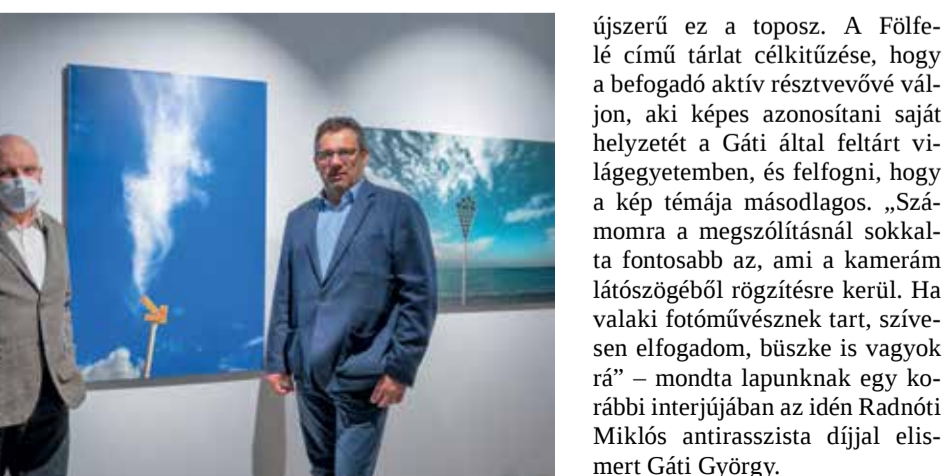 újszerű ez a toposz. A Fölfe-
lé című tárlat célkitűzése, hogy
a befogadó aktív résztvevővé vál-
jon, aki képes azonosítani saját
helyzetét a Gáti által feltárt vi-
lágegyetemben, és felfogni, hogy
a kép témája másodlagos. „Szá-
momra a megszólításnál sokkal-
ta fontosabb az, ami a kamerám
látószögéből rögzítésre kerül. Ha
valaki fotóművésznek tart, szíve-
sen elfogadom, büszke is vagyok
rá” – mondta lapunknak egy ko-
rábbi interjújában az idén Radnóti
Miklós antirasszista díjjal elis-
mert Gáti György.